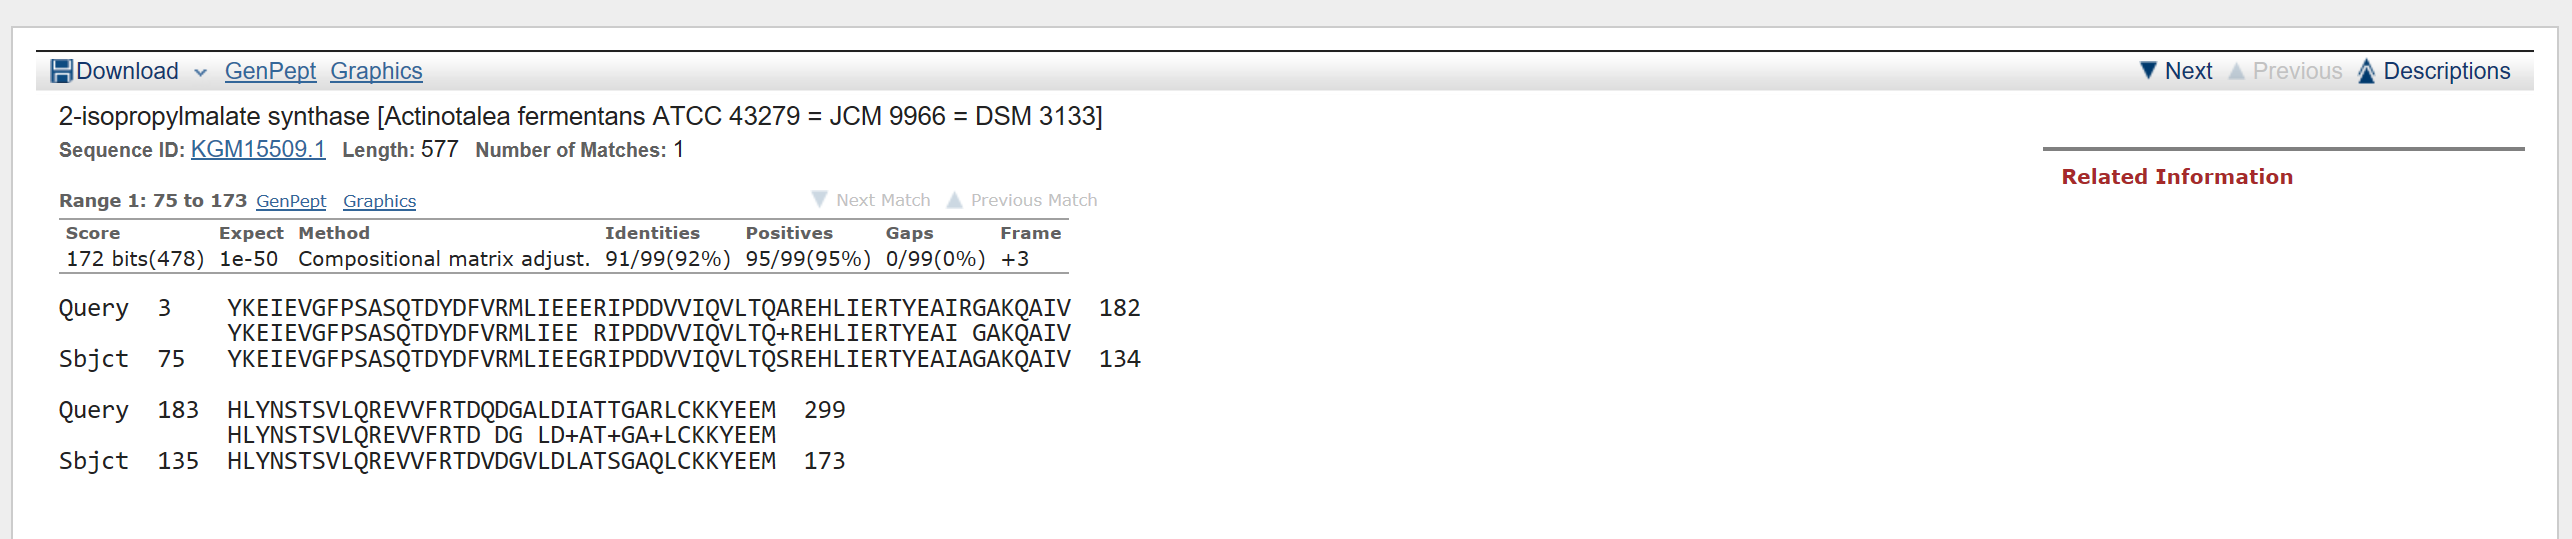 Download GenPept Graphics Next Previous Descriptions
2-isopropylmalate synthase [Actinotalea fermentans ATCC 43279 = JCM 9966 = DSM 3133]
Sequence ID: KGM15509.1 Length: 577 Number of Matches: 1
Related Information
Range 1: 75 to 173 GenPept Graphics Next Match Previous Match
Score Expect Method Identities Positives Gaps Frame
172 bits(478) 1e-50 Compositional matrix adjust. 91/99(92%) 95/99(95%) 0/99(0%) +3
Query 3 YKEIEVGFPSASQTDYDFVRMLIEEERIPDDVVIQVLTQAREHLIERTYEAIRGAKQAIV 182
YKEIEVGFPSASQTDYDFVRMLIEE RIPDDVVIQVLTQ+REHLIERTYEAI GAKQAIV
Sbjct 75 YKEIEVGFPSASQTDYDFVRMLIEEGRIPDDVVIQVLTQSREHLIERTYEAIAGAKQAIV 134
Query 183 HLYNSTSVLQREVVFRTDQDGALDIATTGARLCKKYEEM 299
HLYNSTSVLQREVVFRTD DG LD+AT+GA+LCKKYEEM
Sbjct 135 HLYNSTSVLQREVVFRTDVDGVLDLATSGAQLCKKYEEM 173